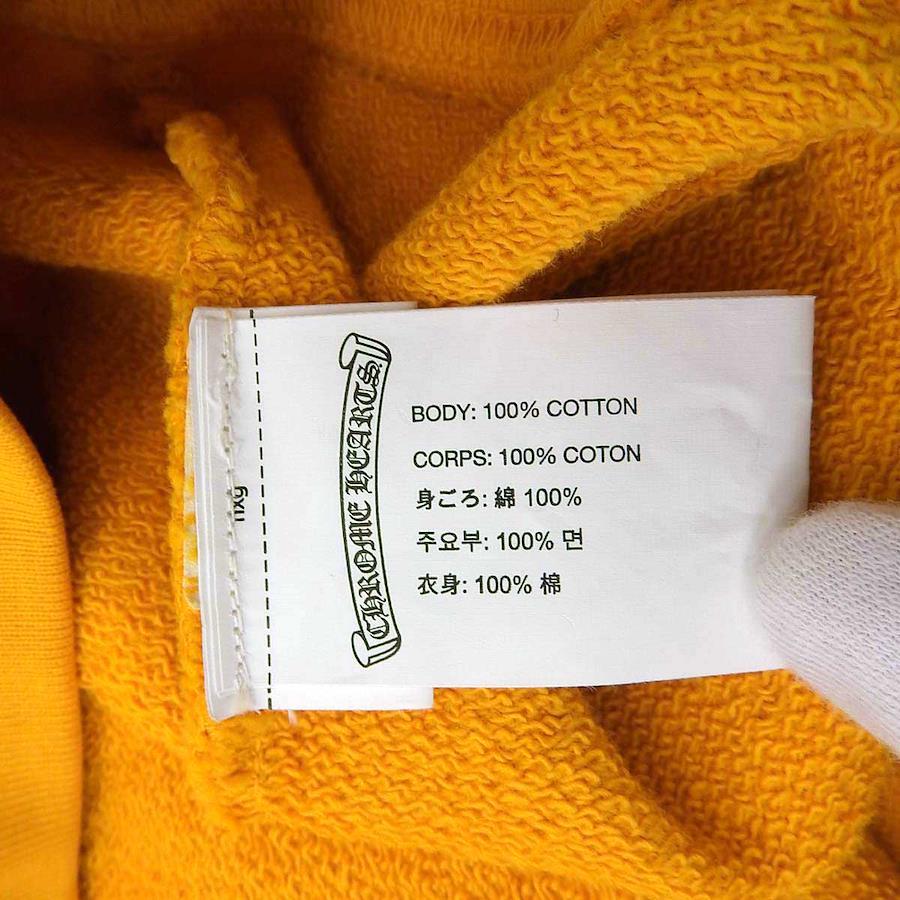 CHROME HEARTS
BODY: 100% COTTON
CORPS: 100% COTON
身ごろ: 綿 100%
주요부: 100% 면
衣身: 100% 棉